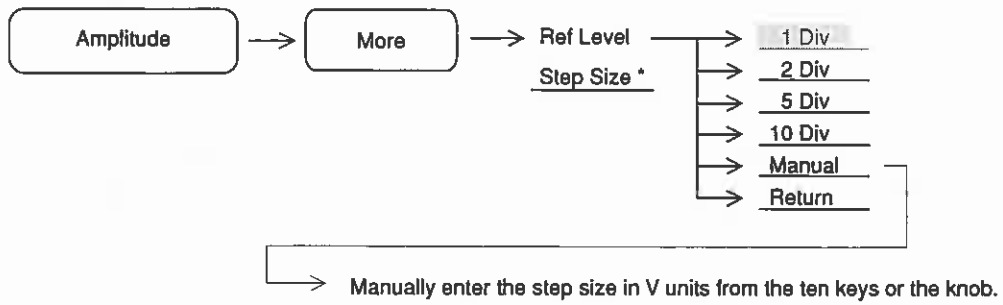 Amplitude
More
Ref Level
Step Size *
1 Div
2 Div
5 Div
10 Div
Manual
Return
Manually enter the step size in V units from the ten keys or the knob.